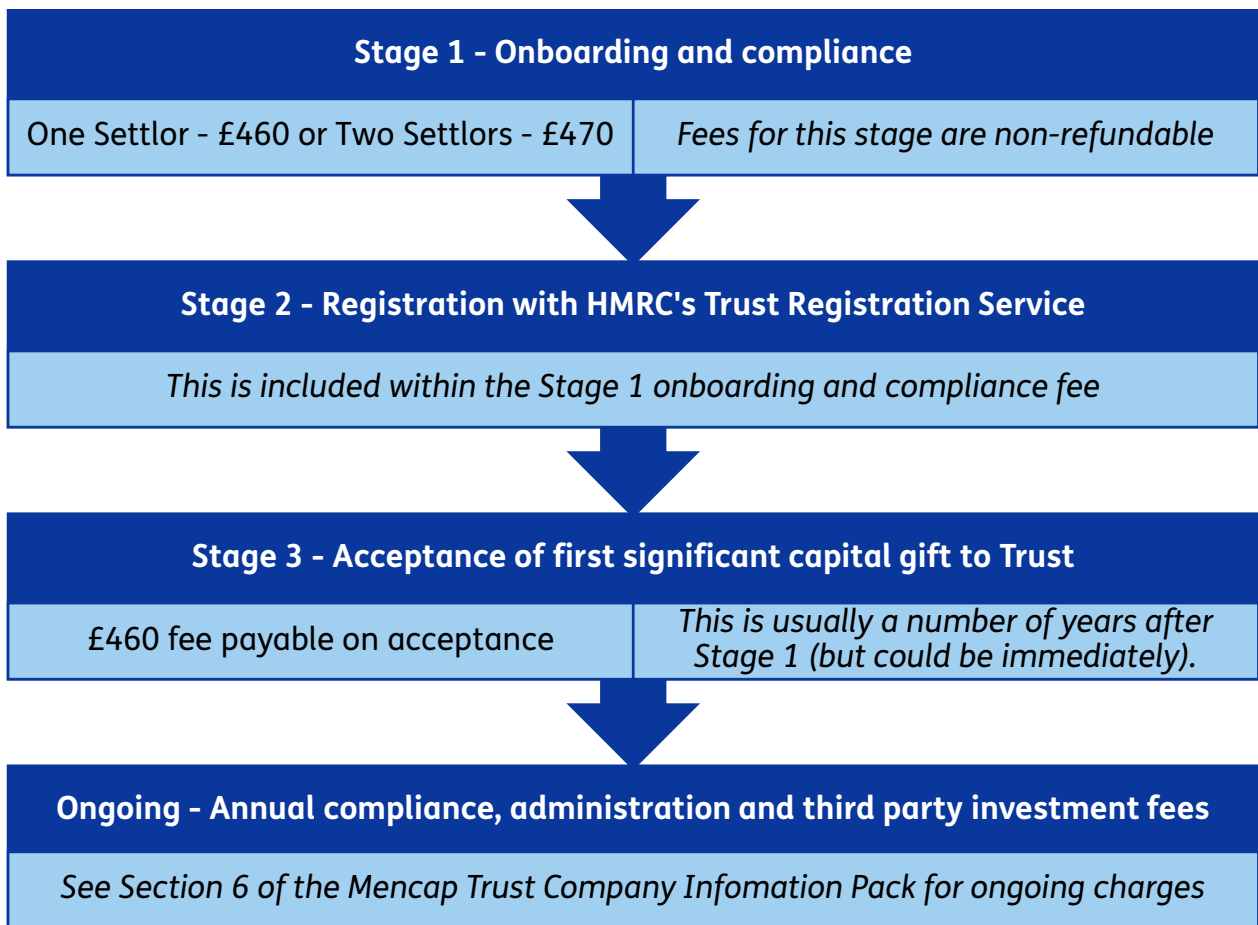 Stage 1 - Onboarding and compliance
One Settlor - £460 or Two Settlors - £470
Fees for this stage are non-refundable
Stage 2 - Registration with HMRC's Trust Registration Service
This is included within the Stage 1 onboarding and compliance fee
Stage 3 - Acceptance of first significant capital gift to Trust
£460 fee payable on acceptance
This is usually a number of years after
Stage 1 (but could be immediately).
Ongoing - Annual compliance, administration and third party investment fees
See Section 6 of the Mencap Trust Company Infomation Pack for ongoing charges